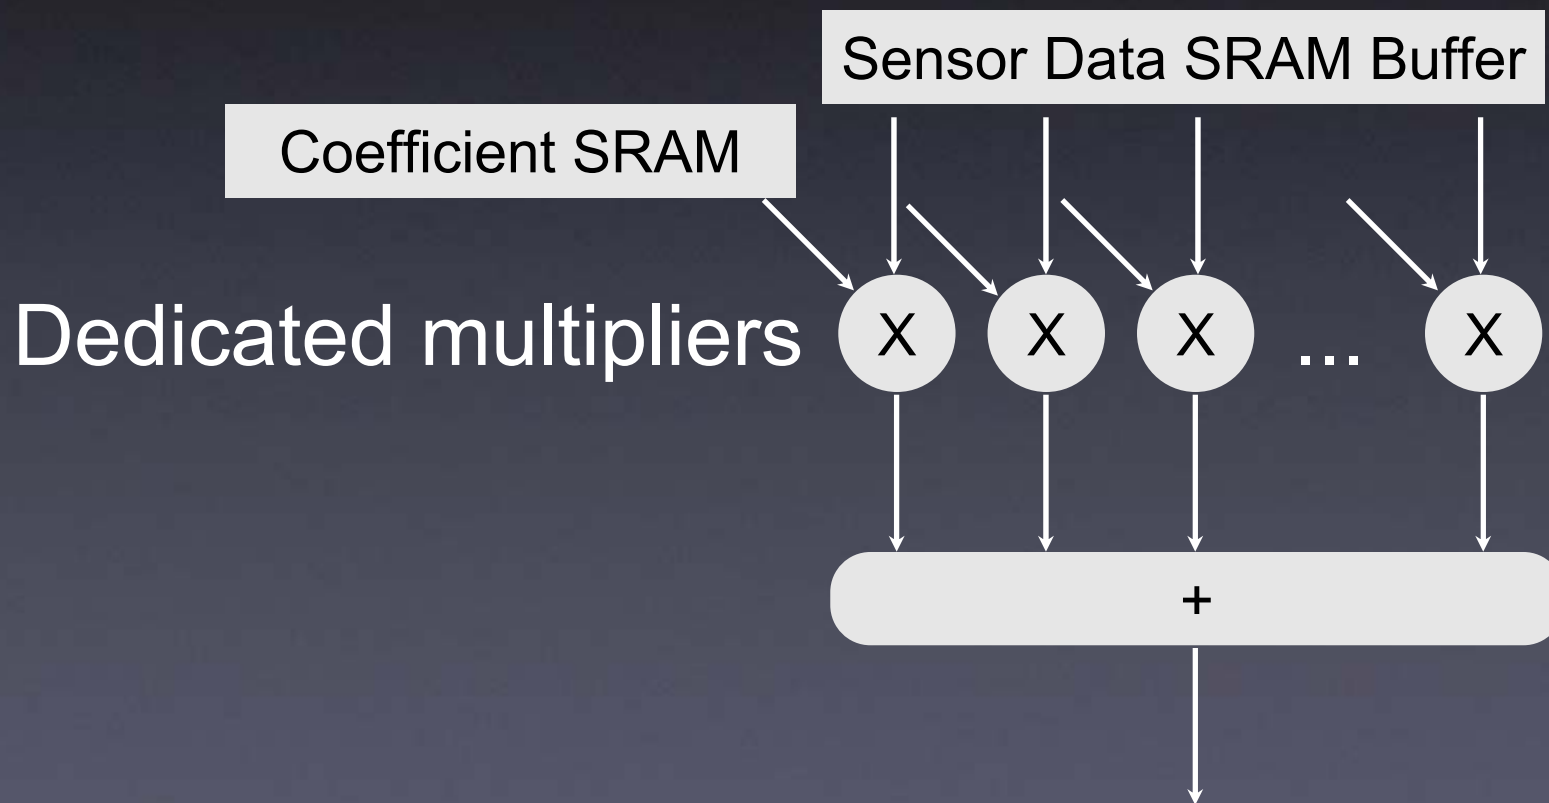 Sensor Data SRAM Buffer
Coefficient SRAM
Dedicated multipliers X X X ... X
+